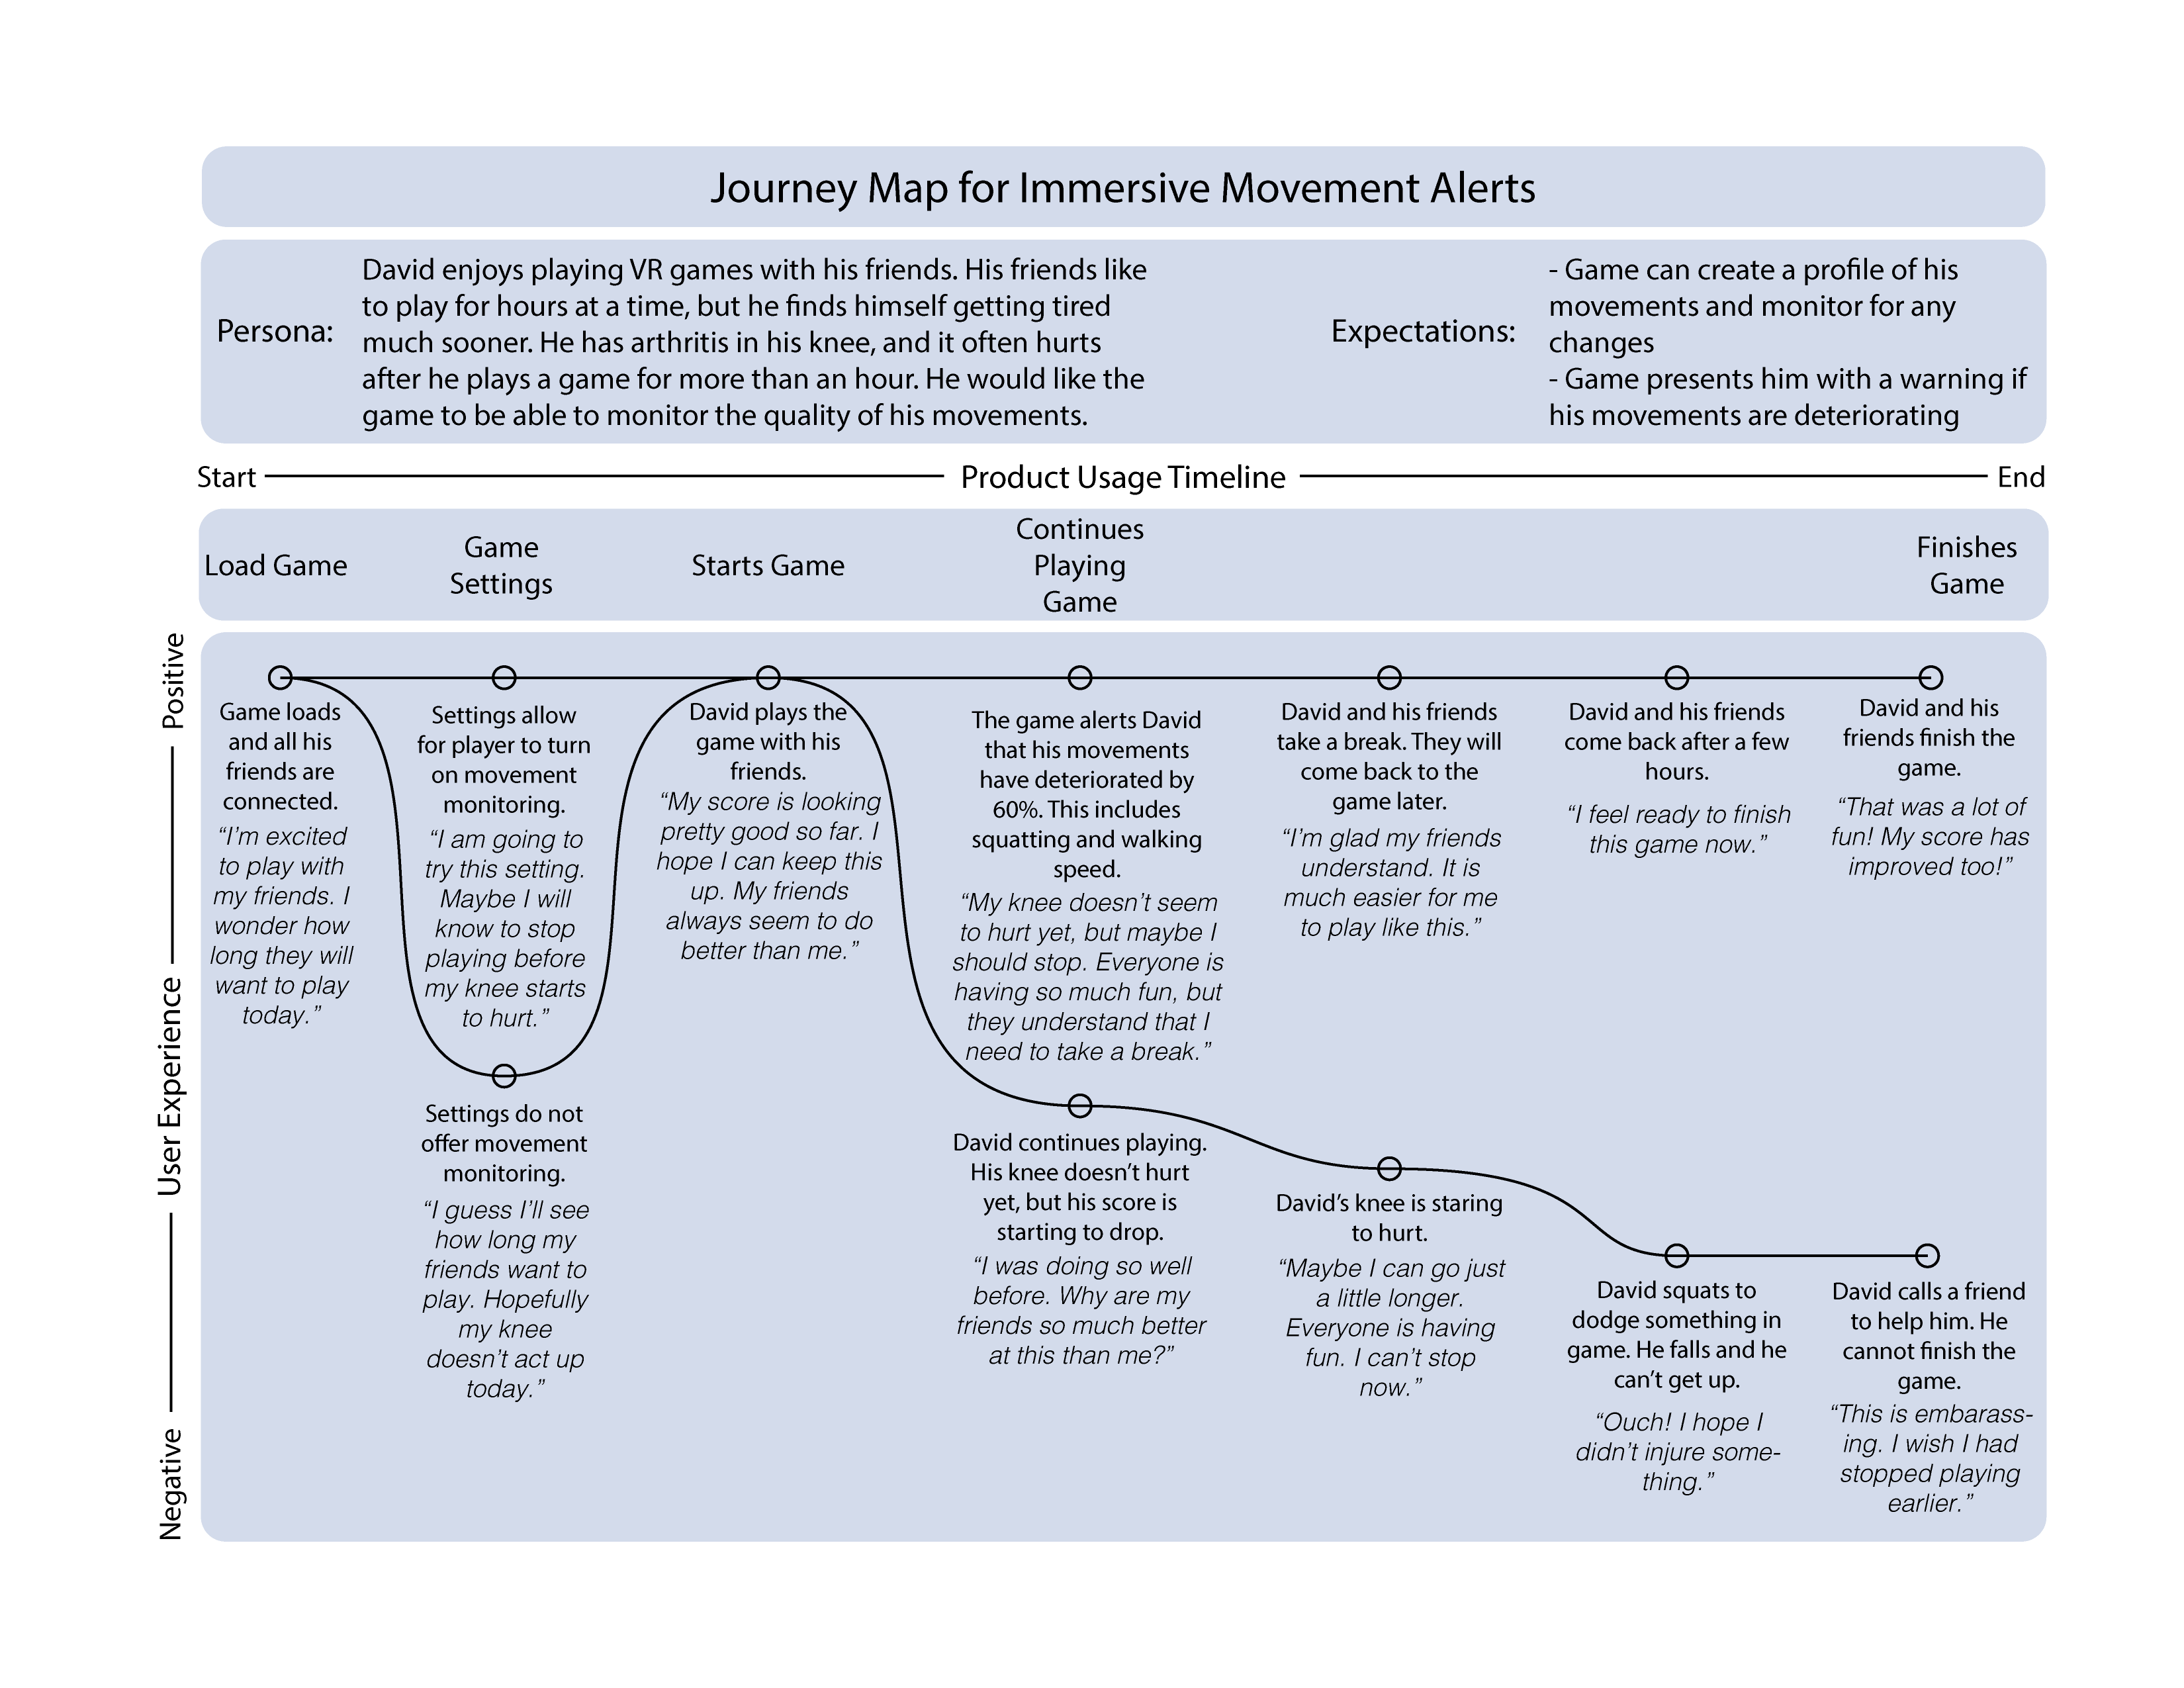 Journey Map for Immersive Movement Alerts
Persona:
David enjoys playing VR games with his friends. His friends like
to play for hours at a time, but he finds himself getting tired
much sooner. He has arthritis in his knee, and it often hurts
after he plays a game for more than an hour. He would like the
game to be able to monitor the quality of his movements.
Expectations:
- Game can create a profile of his
movements and monitor for any
changes
- Game presents him with a warning if
his movements are deteriorating
Start
Product Usage Timeline
End
Load Game
Game
Settings
Starts Game
Continues
Playing
Game
Finishes
Game
Positive
User Experience
Negative
Game loads
and all his
friends are
connected.
“I’m excited
to play with
my friends. I
wonder how
long they will
want to play
today.”
Settings allow
for player to turn
on movement
monitoring.
“I am going to
try this setting.
Maybe I will
know to stop
playing before
my knee starts
to hurt.”
David plays the
game with his
friends.
“My score is looking
pretty good so far. I
hope I can keep this
up. My friends
always seem to do
better than me.”
The game alerts David
that his movements
have deteriorated by
60%. This includes
squatting and walking
speed.
“My knee doesn’t seem
to hurt yet, but maybe I
should stop. Everyone is
having so much fun, but
they understand that I
need to take a break.”
David and his friends
take a break. They will
come back to the
game later.
“I’m glad my friends
understand. It is
much easier for me
to play like this.”
David and his friends
come back after a few
hours.
“I feel ready to finish
this game now.”
David and his
friends finish the
game.
“That was a lot of
fun! My score has
improved too!”
Settings do not
offer movement
monitoring.
“I guess I’ll see
how long my
friends want to
play. Hopefully
my knee
doesn’t act up
today.”
David continues playing.
His knee doesn’t hurt
yet, but his score is
starting to drop.
“I was doing so well
before. Why are my
friends so much better
at this than me?”
David’s knee is staring
to hurt.
“Maybe I can go just
a little longer.
Everyone is having
fun. I can’t stop
now.”
David squats to
dodge something in
game. He falls and he
can’t get up.
“Ouch! I hope I
didn’t injure some-
thing.”
David calls a friend
to help him. He
cannot finish the
game.
“This is embarass-
ing. I wish I had
stopped playing
earlier.”